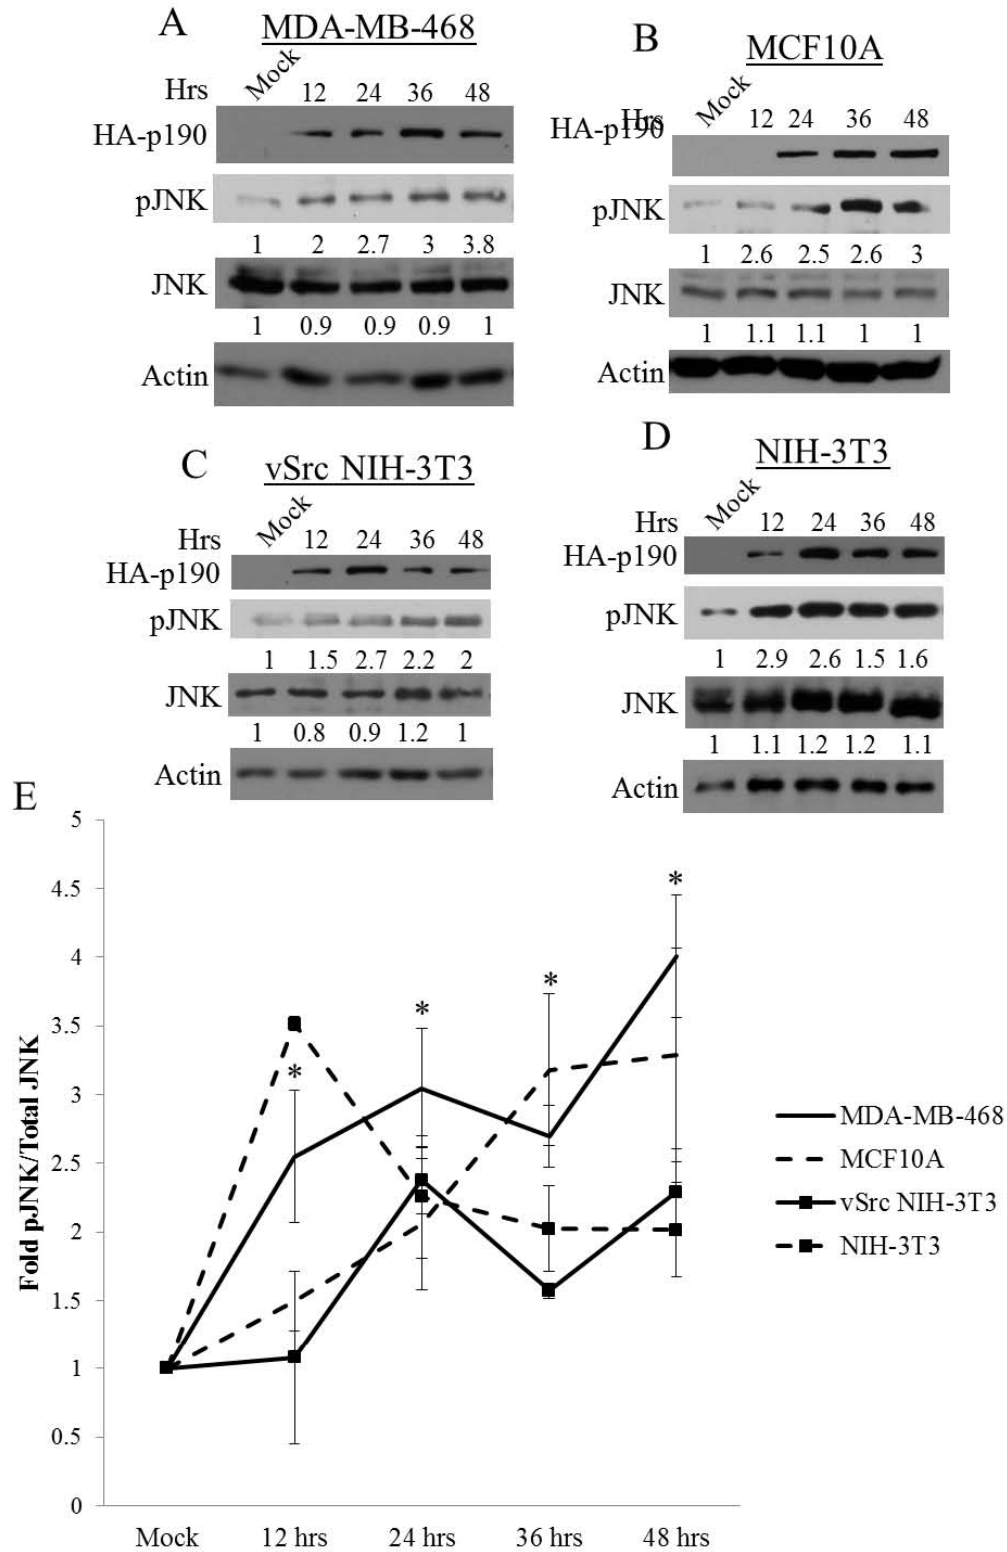 A
MDA-MB-468
Hrs Mock 12 24 36 48
HA-p190
pJNK
1 2 2.7 3 3.8
JNK
1 0.9 0.9 0.9 1
Actin
B
MCF10A
Hrs Mock 12 24 36 48
HA-p190
pJNK
1 2.6 2.5 2.6 3
JNK
1 1.1 1.1 1 1
Actin
C
vSrc NIH-3T3
Hrs Mock 12 24 36 48
HA-p190
pJNK
1 1.5 2.7 2.2 2
JNK
1 0.8 0.9 1.2 1
Actin
D
NIH-3T3
Hrs Mock 12 24 36 48
HA-p190
pJNK
1 2.9 2.6 1.5 1.6
JNK
1 1.1 1.2 1.2 1.1
Actin
E
Fold pJNK/Total JNK
5
4.5
4
3.5
3
2.5
2
1.5
1
0.5
0
* * * *
Mock 12 hrs 24 hrs 36 hrs 48 hrs
MDA-MB-468
MCF10A
vSrc NIH-3T3
NIH-3T3